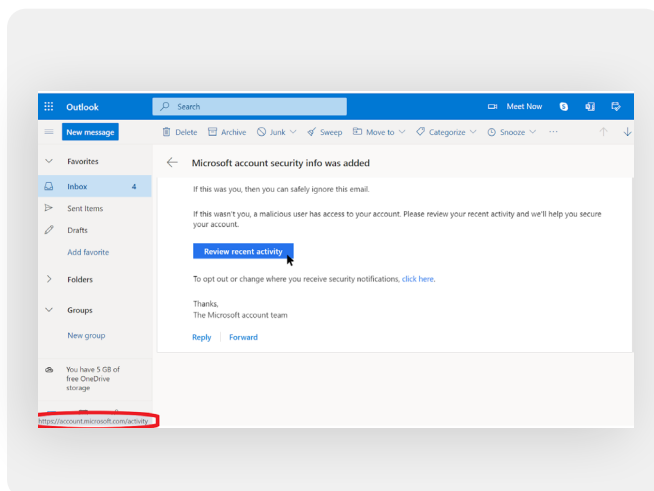 Outlook
Search
Meet Now
New message
Delete
Archive
Junk
Sweep
Move to
Categorize
Snooze
Favorites
Microsoft account security info was added
Inbox 4
If this was you, then you can safely ignore this email.
Sent Items
If this wasn't you, a malicious user has access to your account. Please review your recent activity and we'll help you secure
your account.
Drafts
Add favorite
Review recent activity
Folders
To opt out or change where you receive security notifications, click here.
Groups
Thanks,
The Microsoft account team
New group
Reply
Forward
You have 5 GB of
free OneDrive
storage
https://account.microsoft.com/activity